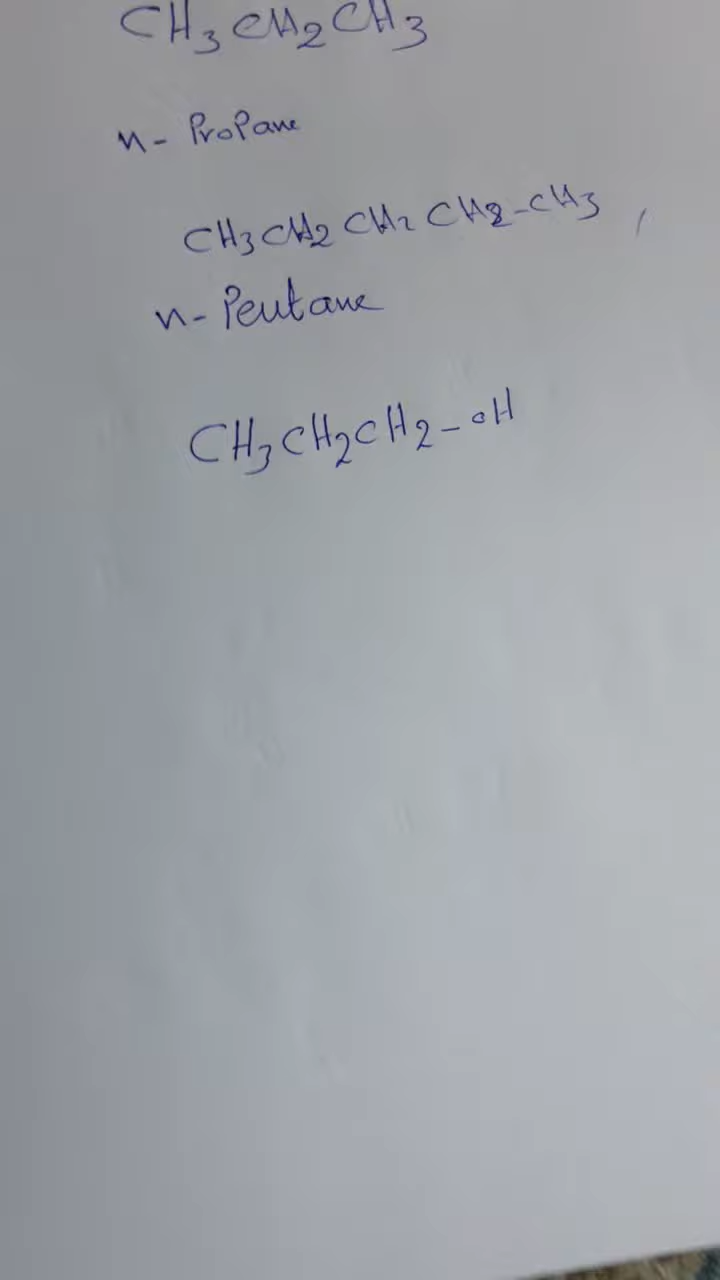 CH3CH2CH3
n- Propane
CH3CH2 CH2 CH2-CH3
n- Pentane
CH3CH2CH2-OH